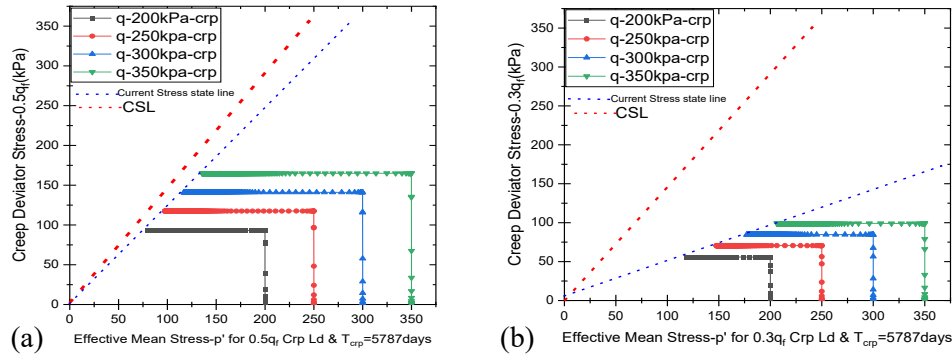 Creep Deviator Stress-0.5qf(kPa)
350
300
250
200
150
100
50
0
q-200kPa-crp
q-250kpa-crp
q-300kpa-crp
q-350kpa-crp
Current Stress state line
CSL
0 50 100 150 200 250 300 350
(a)
Effective Mean Stress-p' for 0.5qf Crp Ld & Tcrp=5787days
Creep Deviator Stress-0.3qf(kPa)
350
300
250
200
150
100
50
0
q-200kPa-crp
q-250kpa-crp
q-300kpa-crp
q-350kpa-crp
Current Stress state line
CSL
0 50 100 150 200 250 300 350
(b)
Effective Mean Stress-p' for 0.3qf Crp Ld & Tcrp=5787days